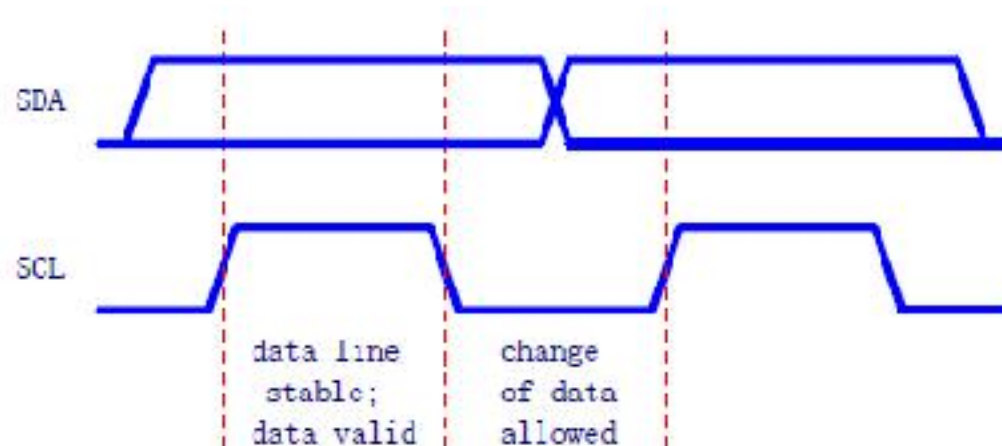 SDA
SCL
data line
stable;
data valid
change
of data
allowed